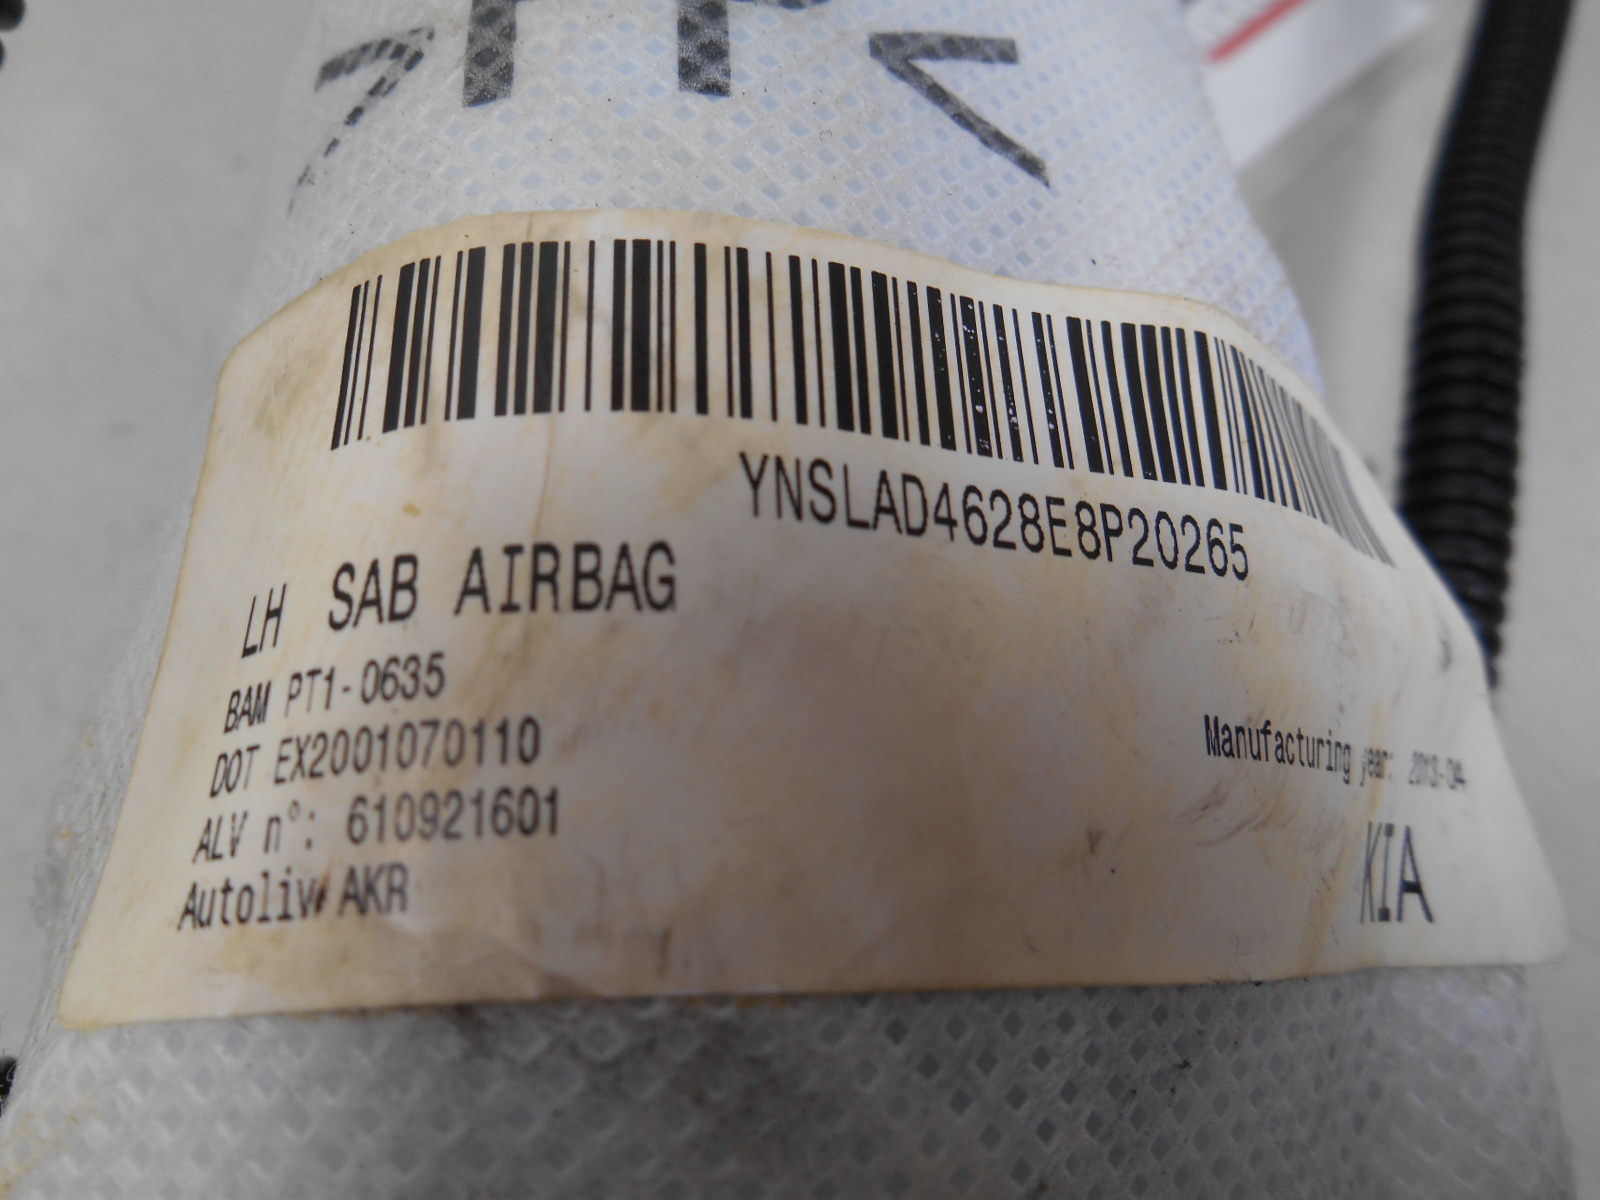 YNSLAD4628E8P20265
LH SAB AIRBAG
BAM PT1-0635
DOT EX2001070110
ALV n°: 610921601
Autoliv AKR
Manufacturing year: 2013-04
KIA